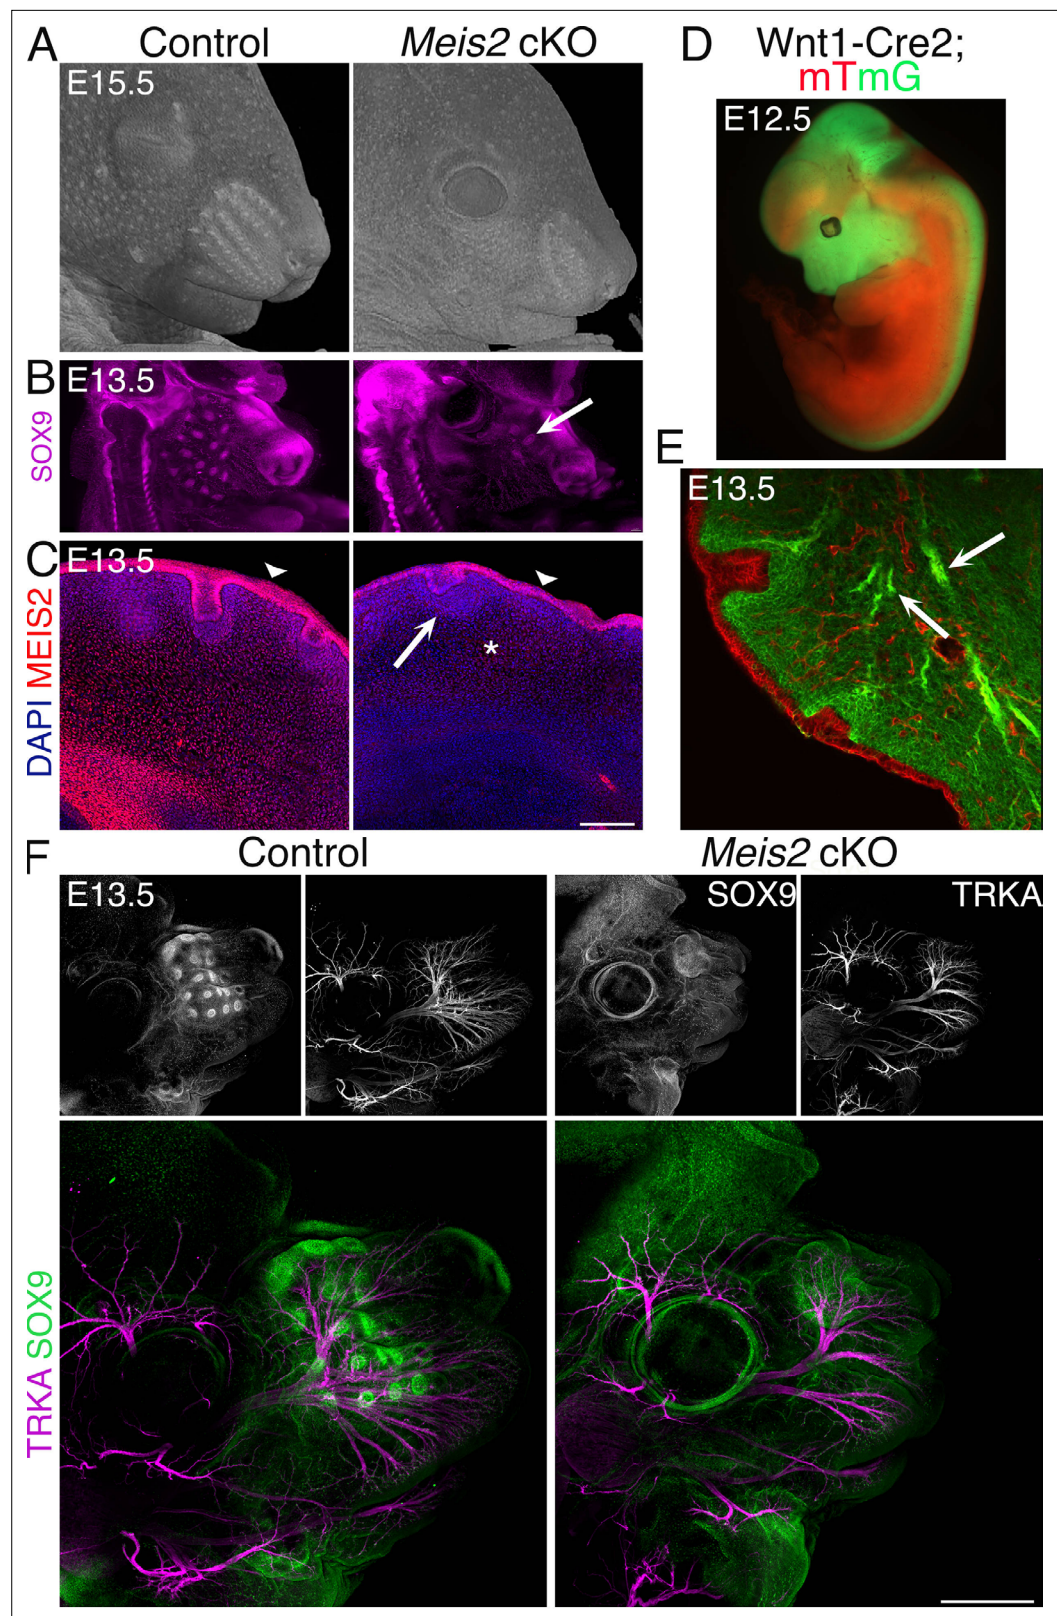 A
Control
Meis2 cKO
E15.5
B
E13.5
SOX9
C
E13.5
DAPI MEIS2
*
D
Wnt1-Cre2;
mTmG
E12.5
E
E13.5
F
Control
Meis2 cKO
E13.5
SOX9
TRKA
TRKA SOX9